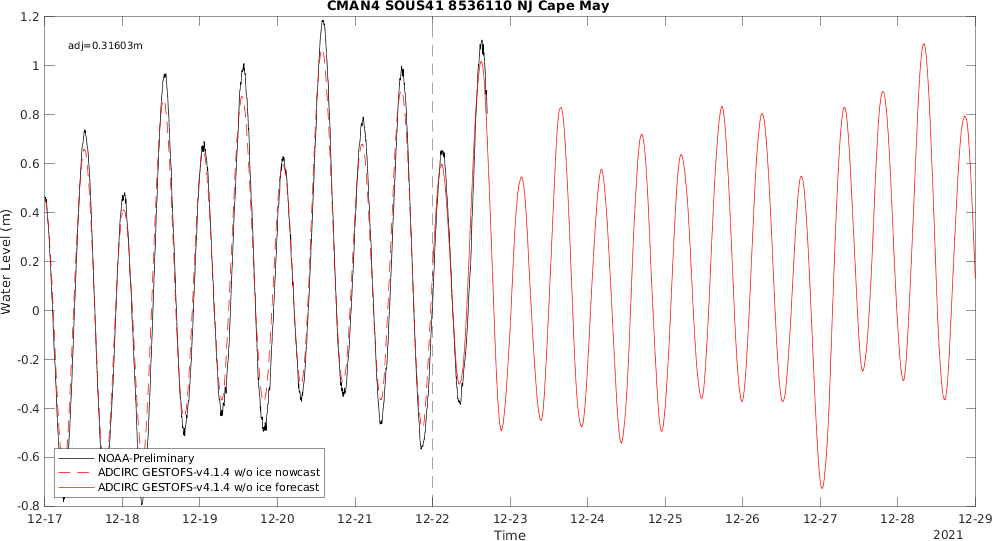 CMAN4 SOUS41 8536110 NJ Cape May
adj=0.31603m
1.2
1
0.8
0.6
0.4
0.2
0
-0.2
-0.4
-0.6
-0.8
Water Level (m)
NOAA-Preliminary
ADCIRC GESTOFS-v4.1.4 w/o ice nowcast
ADCIRC GESTOFS-v4.1.4 w/o ice forecast
12-17 12-18 12-19 12-20 12-21 12-22 12-23 12-24 12-25 12-26 12-27 12-28 12-29
Time
2021